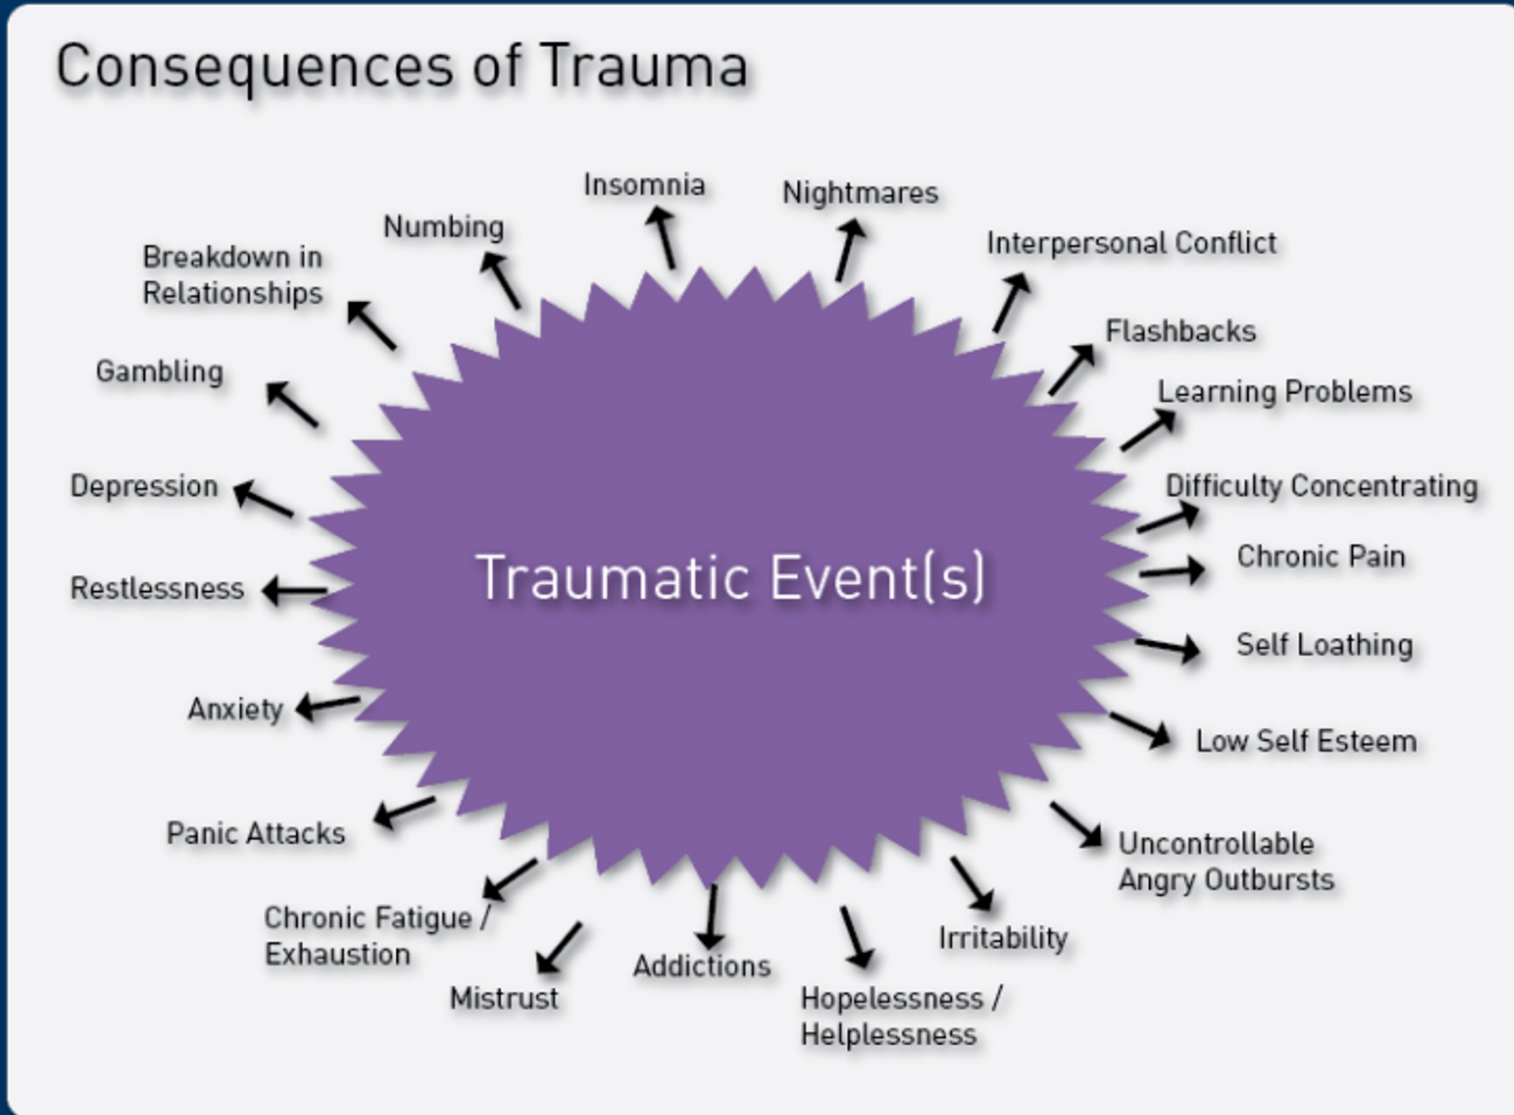 Consequences of Trauma
Insomnia
Nightmares
Numbing
Interpersonal Conflict
Breakdown in
Relationships
Flashbacks
Gambling
Learning Problems
Depression
Difficulty Concentrating
Chronic Pain
Traumatic Event(s)
Restlessness
Self Loathing
Anxiety
Low Self Esteem
Panic Attacks
Uncontrollable
Angry Outbursts
Chronic Fatigue /
Exhaustion
Irritability
Addictions
Mistrust
Hopelessness /
Helplessness